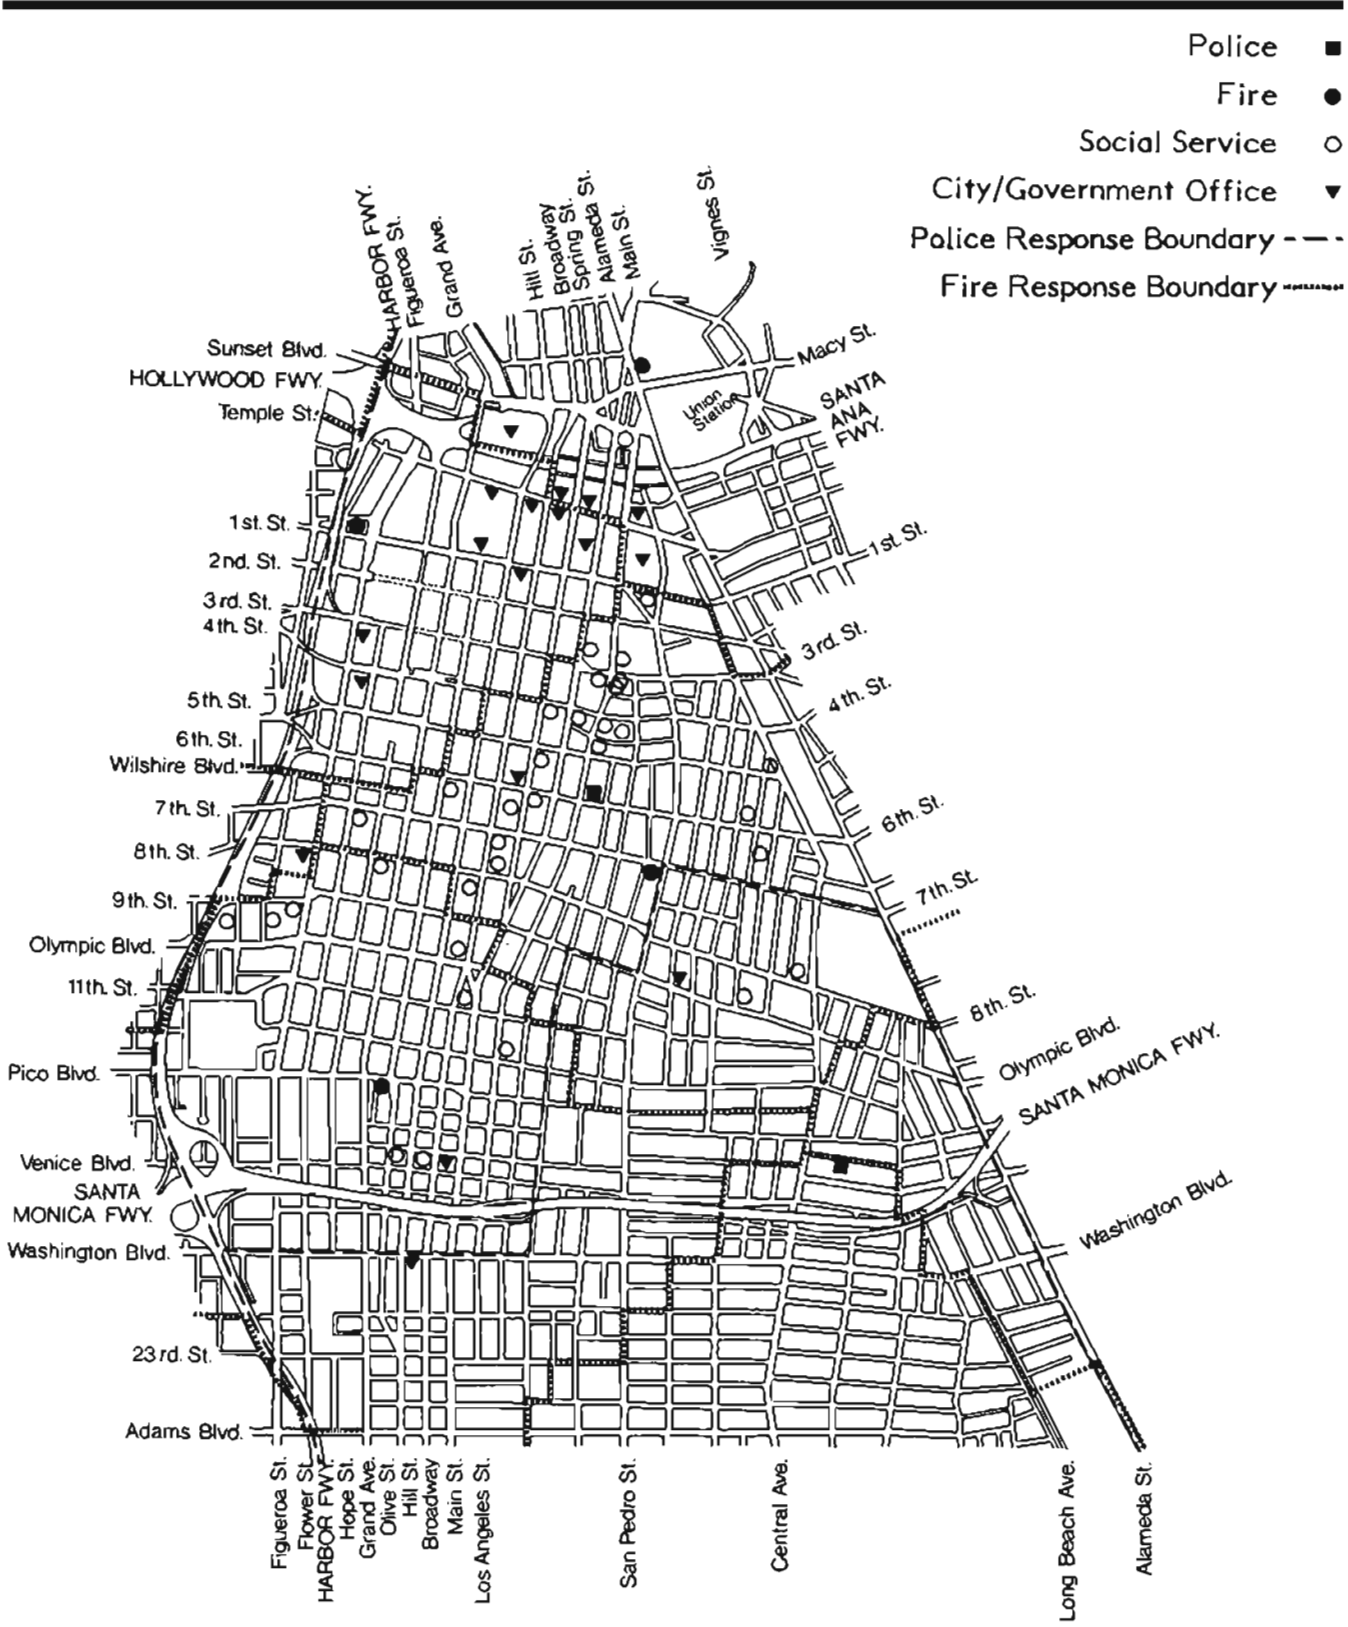 Police
Fire
Social Service
City/Government Office
Police Response Boundary
Fire Response Boundary
HARBOR FWY.
Figueroa St.
Grand Ave.
Hill St.
Broadway
Spring St.
Alameda St.
Main St.
Vignes St.
Sunset Blvd.
HOLLYWOOD FWY.
Temple St.
Macy St.
Union
Station
SANTA
ANA
FWY.
1st. St.
2nd. St.
3rd. St.
4th. St.
5th. St.
6th. St.
Wilshire Blvd.
7th. St.
8th. St.
9th. St.
Olympic Blvd.
11th. St.
Pico Blvd.
Venice Blvd.
SANTA
MONICA FWY.
Washington Blvd.
23rd. St.
Adams Blvd.
1st. St.
3rd. St.
4th. St.
6th. St.
7th. St.
8th. St.
Olympic Blvd.
SANTA MONICA FWY.
Washington Blvd.
Figueroa St.
Flower St.
HARBOR FWY.
Hope St.
Grand Ave.
Olive St.
Hill St.
Broadway
Main St.
Los Angeles St.
San Pedro St.
Central Ave.
Long Beach Ave.
Alameda St.